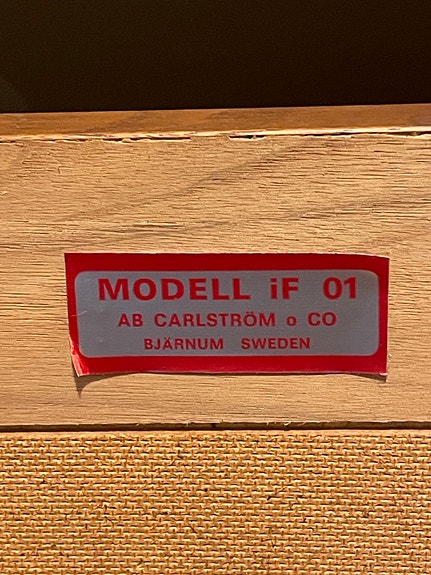 MODELL iF 01
AB CARLSTRÖM o CO
BJÄRNUM SWEDEN